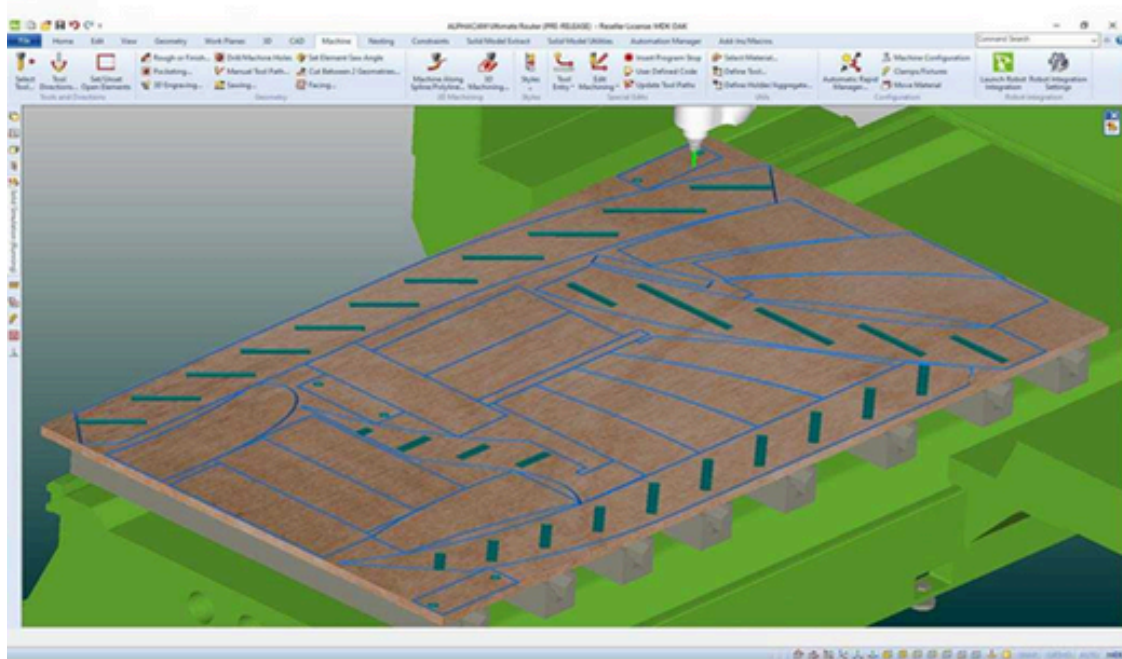 ALPHACAM Ultimate Router (PRE-RELEASE) - Reseller License HEXDAK
File Home Edit View Geometry Work Planes 3D CAD Machine Nesting Constraints Solid Model Extract Solid Model Utilities Automation Manager Add-Ins/Macros Command Search
Rough or Finish... Drill/Machine Holes Set Element Saw Angle Insert Program Stop Select Material... Machine Configuration
Pocketing... Manual Tool Path... Cut Between 2 Geometries... User Defined Code Define Tool... Clamps/Fixtures
3D Engraving... Sawing... Facing... Update Tool Paths Define Holder/Aggregate... Move Material
Select Tool... Tool Directions... Set/Unset Open Elements Machine Along Spline/Polyline... 3D Machining... Styles Tool Entry Edit Machining Automatic Rapid Manager... Launch Robot Integration Robot Integration Settings
Tools and Directions Geometry 3D Machining Styles Special Edits Utils Configuration Robot Integration
Solid Simulation (Running)